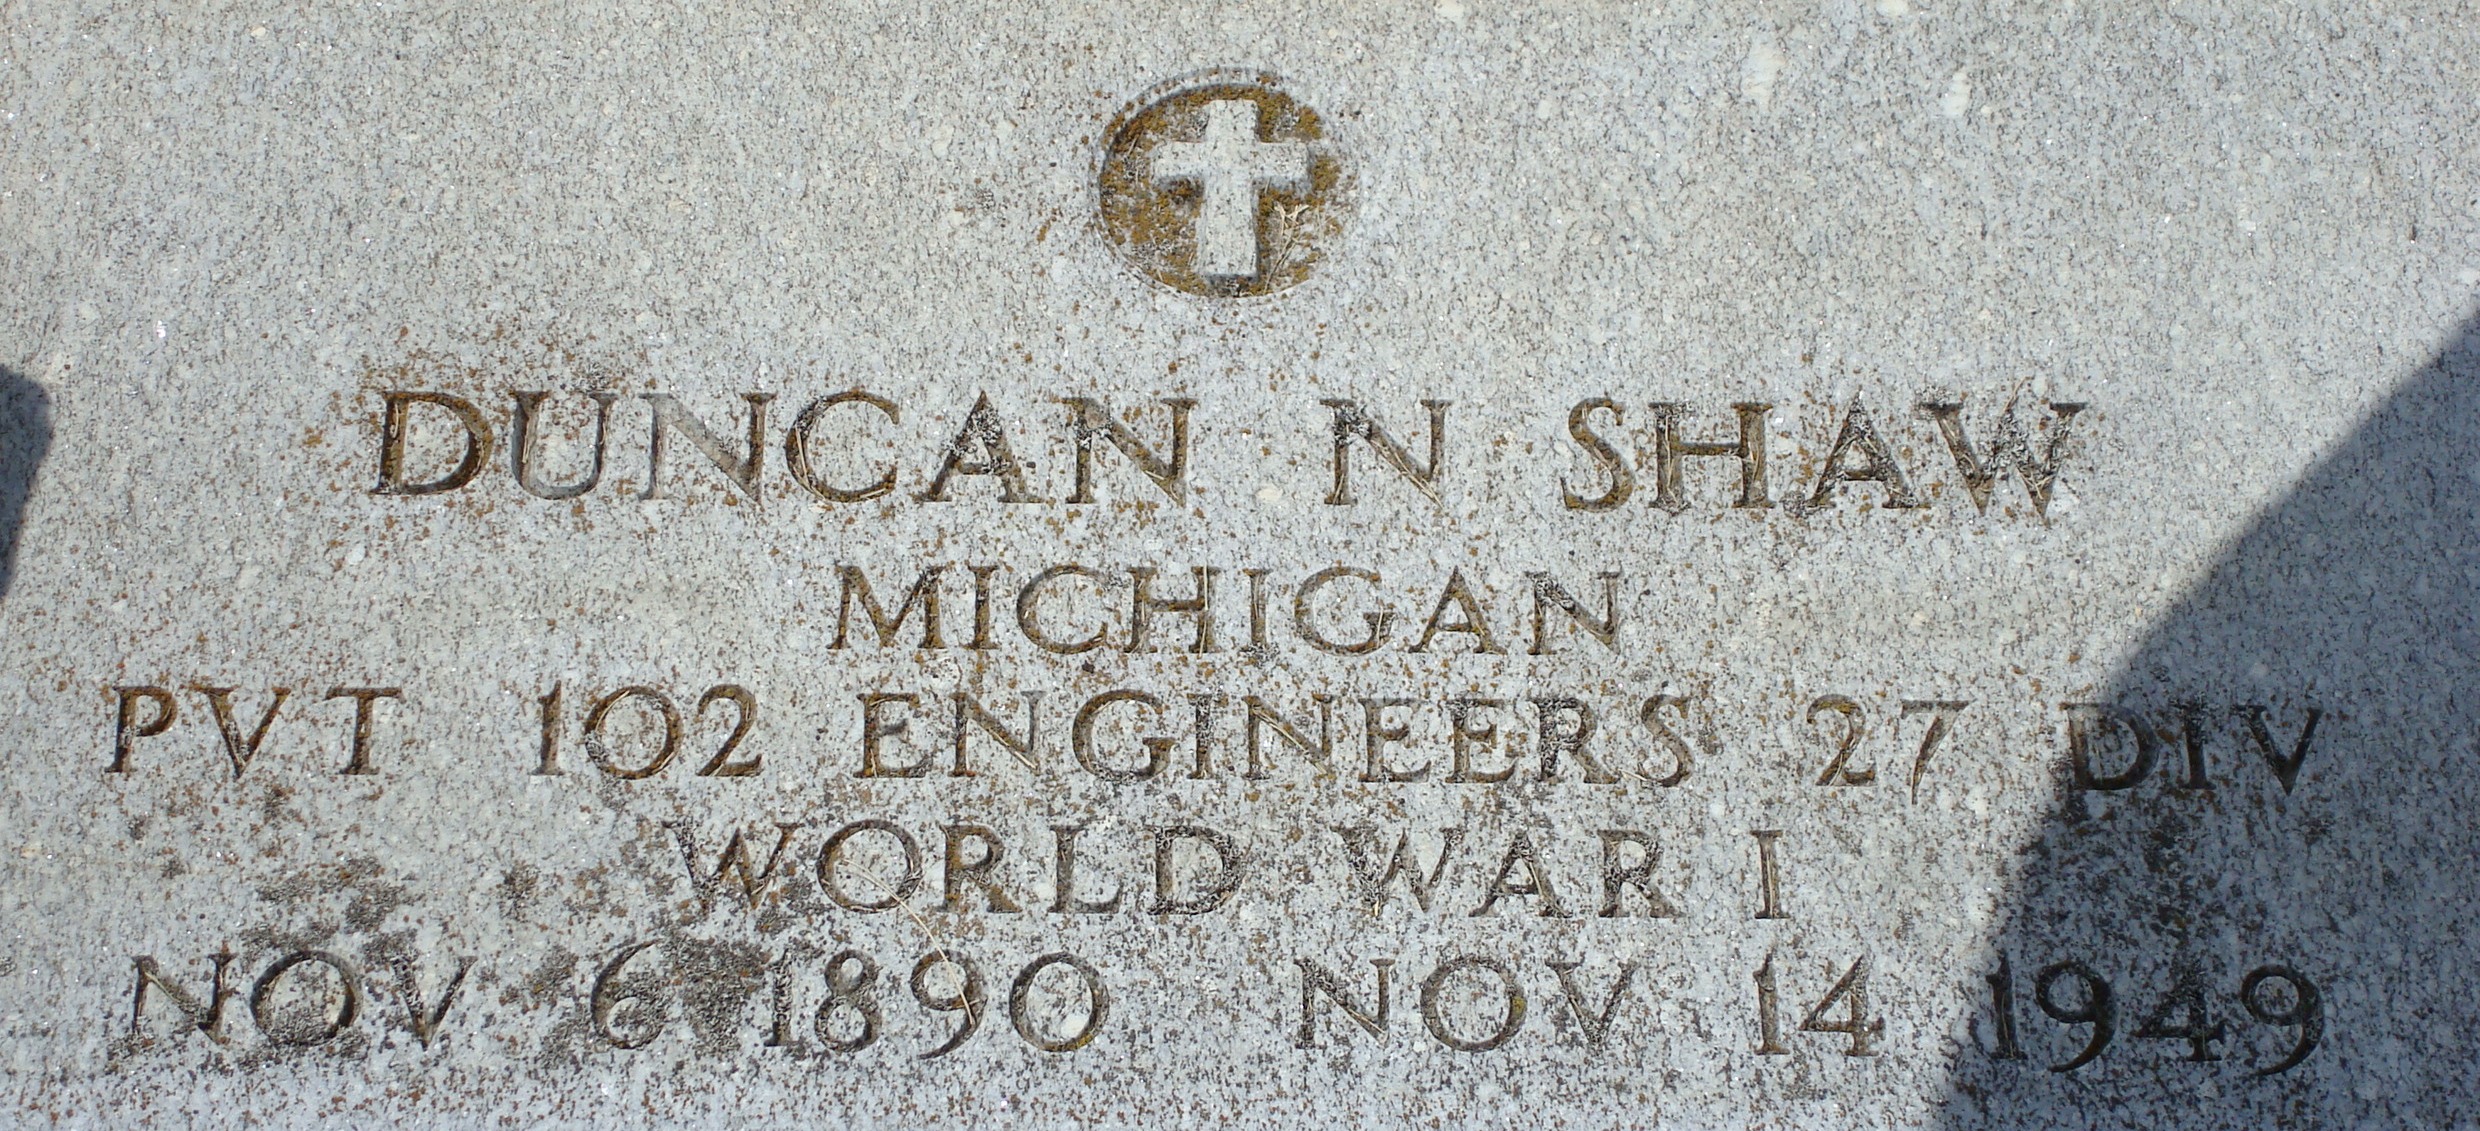 DUNCAN N SHAW
MICHIGAN
PVT 102 ENGINEERS 27 DIV
WORLD WAR I
NOV 6 1890 NOV 14 1949